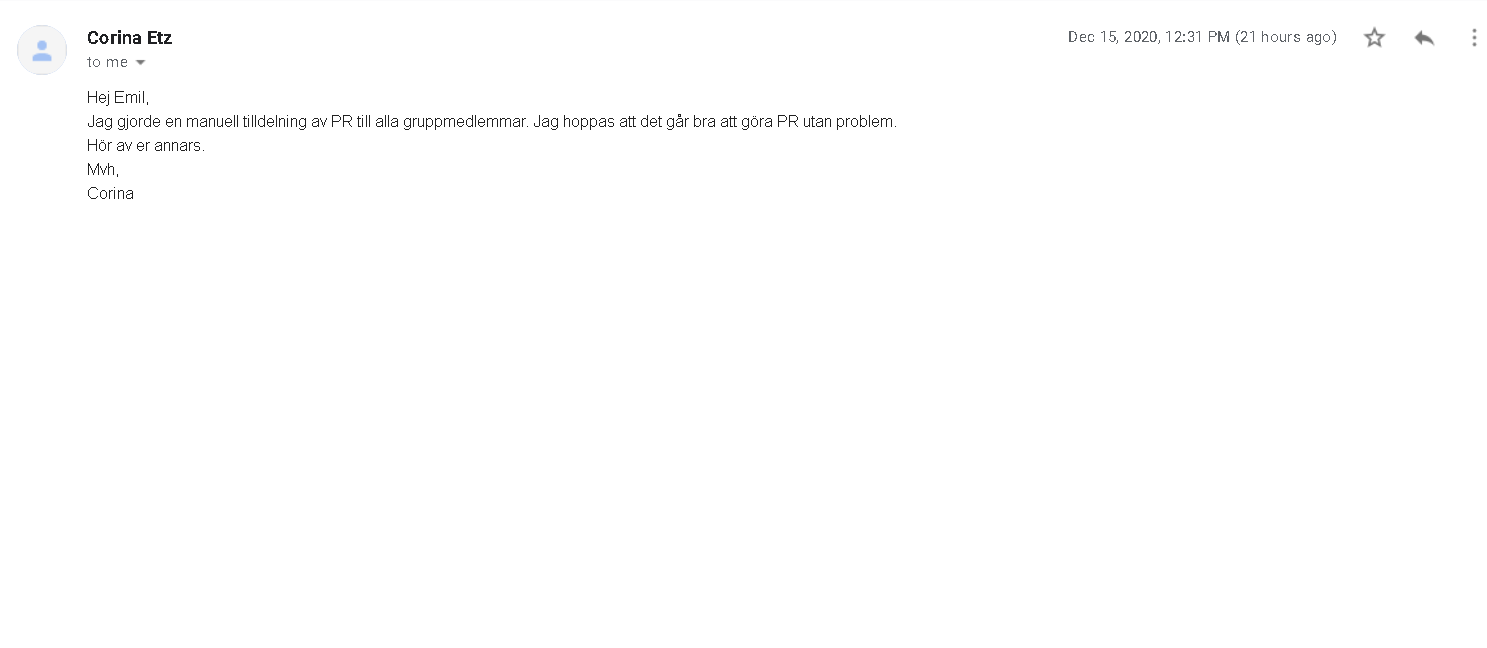 Corina Etz
Dec 15, 2020, 12:31 PM (21 hours ago)
to me
Hej Emil,
Jag gjorde en manuell tilldelning av PR till alla gruppmedlemmar. Jag hoppas att det går bra att göra PR utan problem.
Hör av er annars.
Mvh,
Corina